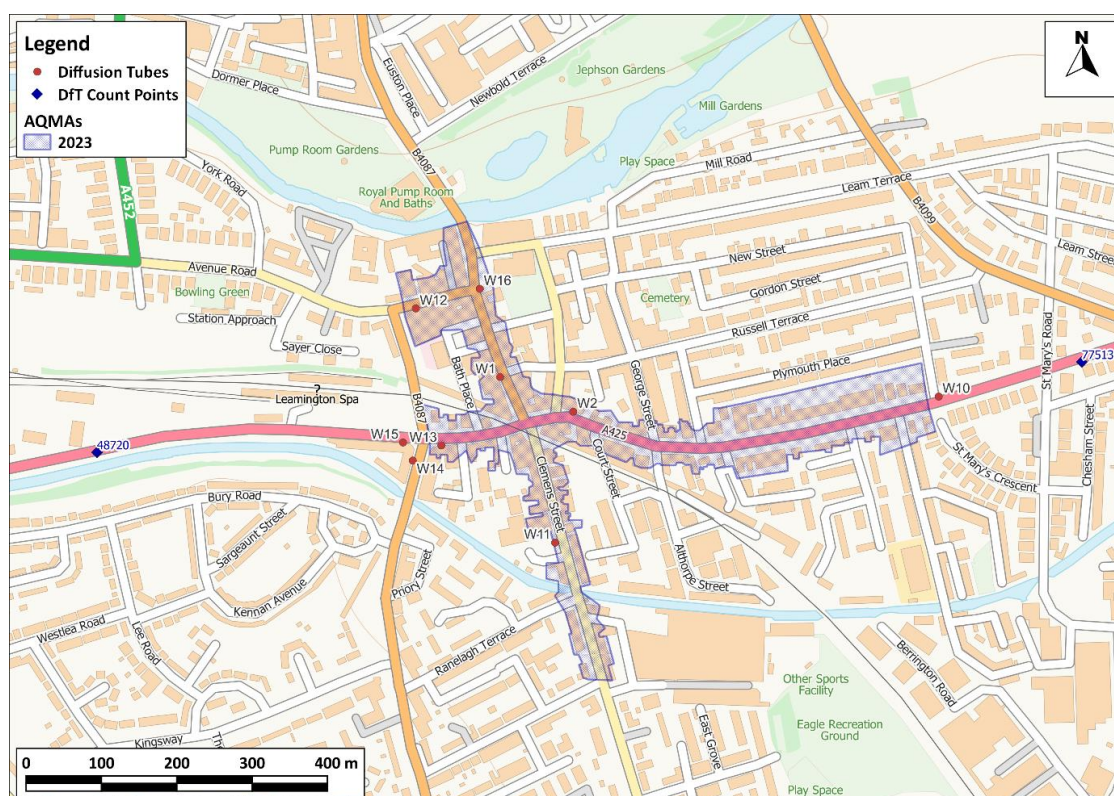 Legend
Diffusion Tubes
DfT Count Points
AQMAs
2023
N
Dormer Place
Euston Place
Newbold Terrace
Jephson Gardens
Mill Gardens
A452
York Road
Pump Room Gardens
B4087
Royal Pump Room
And Baths
Play Space
Mill Road
Leam Terrace
B4099
Leam Street
Avenue Road
Bowling Green
Station Approach
Sayer Close
W12
W16
New Street
Gordon Street
Cemetery
Russell Terrace
Plymouth Place
St Mary's Road
77513
W1
Bath Place
George Street
?
Leamington Spa
B4087
W2
W10
A425
48720
W15
W13
W14
Clemens Street
Court Street
St Mary's Crescent
Chesham Street
Bury Road
Sargeaunt Street
W11
Kennan Avenue
Priory Street
Althorpe Street
Westlea Road
Lee Road
Ranelagh Terrace
Berrington Road
Other Sports
Facility
Eagle Recreation
Ground
East Grove
Kingsway
Play Space
0 100 200 300 400 m